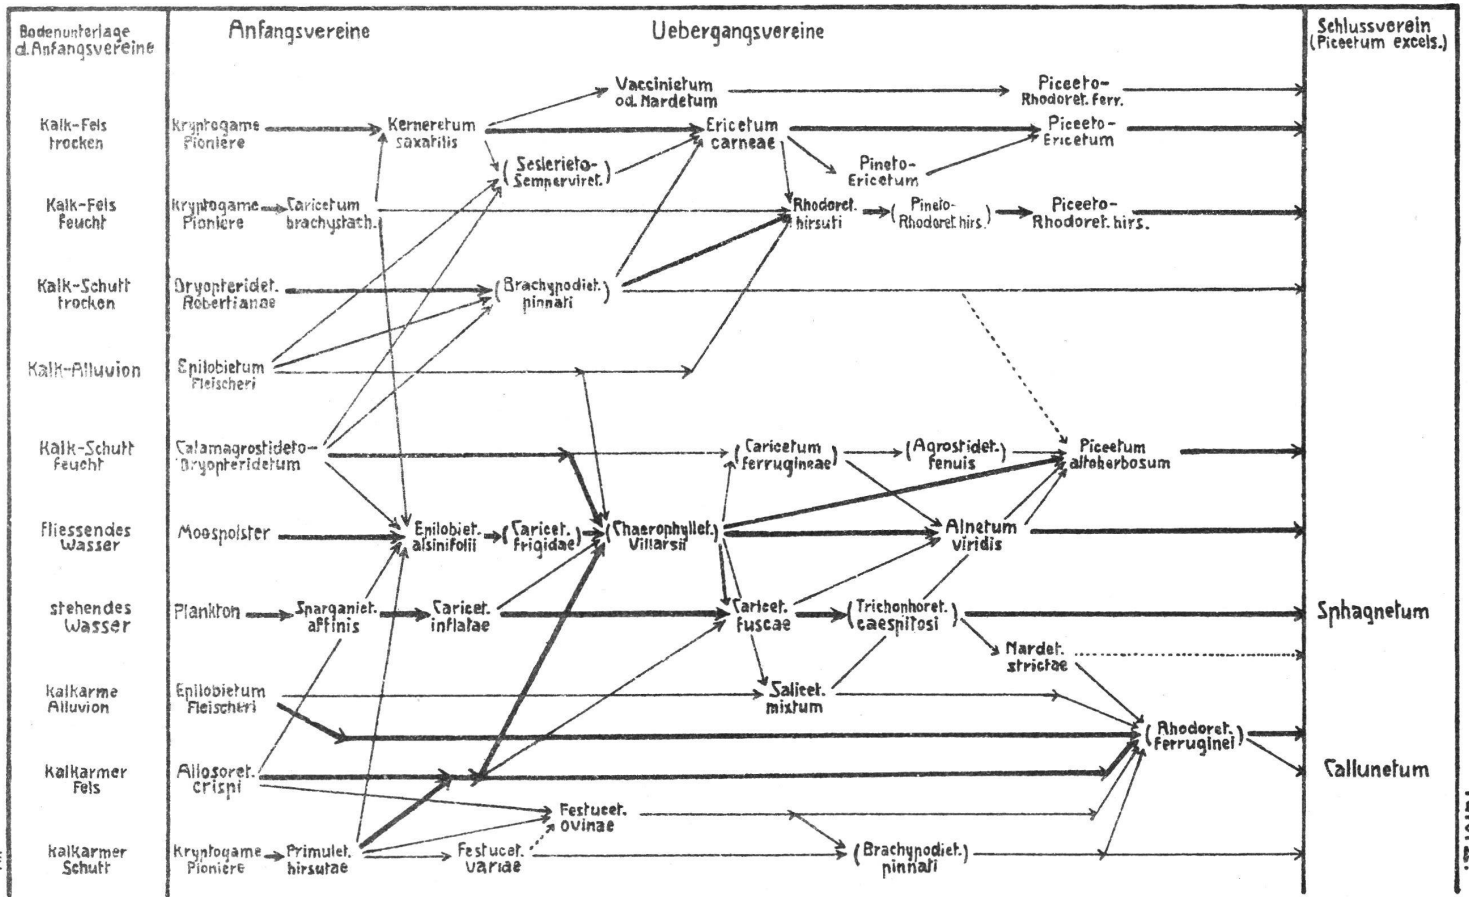 Bodenunterlage
d.Anfangsvereine
Anfangsvereine
Uebergangsvereine
Schlussverein
(Piceetum excels.)
Vaccinietum
od. Nardetum
Piceeto-
Rhodoret. ferr.
Kalk-Fels
trocken
Kryptogame
Pioniere
Kerneretum
saxatilis
Ericetum
carneae
Piceeto-
Ericetum
(Seslerieto-
Semperviret.)
Pineto-
Ericetum
Kalk-Fels
feucht
Kryptogame
Pioniere
Caricetum
brachystach.
Rhodoret.
hirsuti
(Pineto-
Rhodoret. hirs.)
Piceeto-
Rhodoret. hirs.
Kalk-Schutt
trocken
Dryopteridet.
Robertianae
(Brachypodiet.)
pinnati
Kalk-Alluvion
Epilobietum
Fleischeri
Kalk-Schutt
feucht
Calamagrostideto-
Dryopteridetum
(Caricetum
ferrugineae)
(Agrostidet.)
tenuis
Piceetum
altoherbosum
fliessendes
Wasser
Moospolster
Epilobiet.
alsinifolii
(Caricet.)
frigidae
(Chaerophyllet.)
Villarsii
Alnetum
viridis
stehendes
Wasser
Plankton
Sparganiet.
affinis
Caricet.
inflatae
Caricet.
fuscae
(Trichophoret.)
caespitosi
Sphagnetum
Nardet.
strictae
Kalkarme
Alluvion
Epilobietum
Fleischeri
Salicet.
mixtum
(Rhodoret.)
ferruginei
Kalkarmer
Fels
Allosoret.
crispi
Callunetum
Festucet.
ovinae
Kalkarmer
Schutt
Kryptogame
Pioniere
Primulet.
hirsutae
Festucet.
variae
(Brachypodiet.)
pinnati